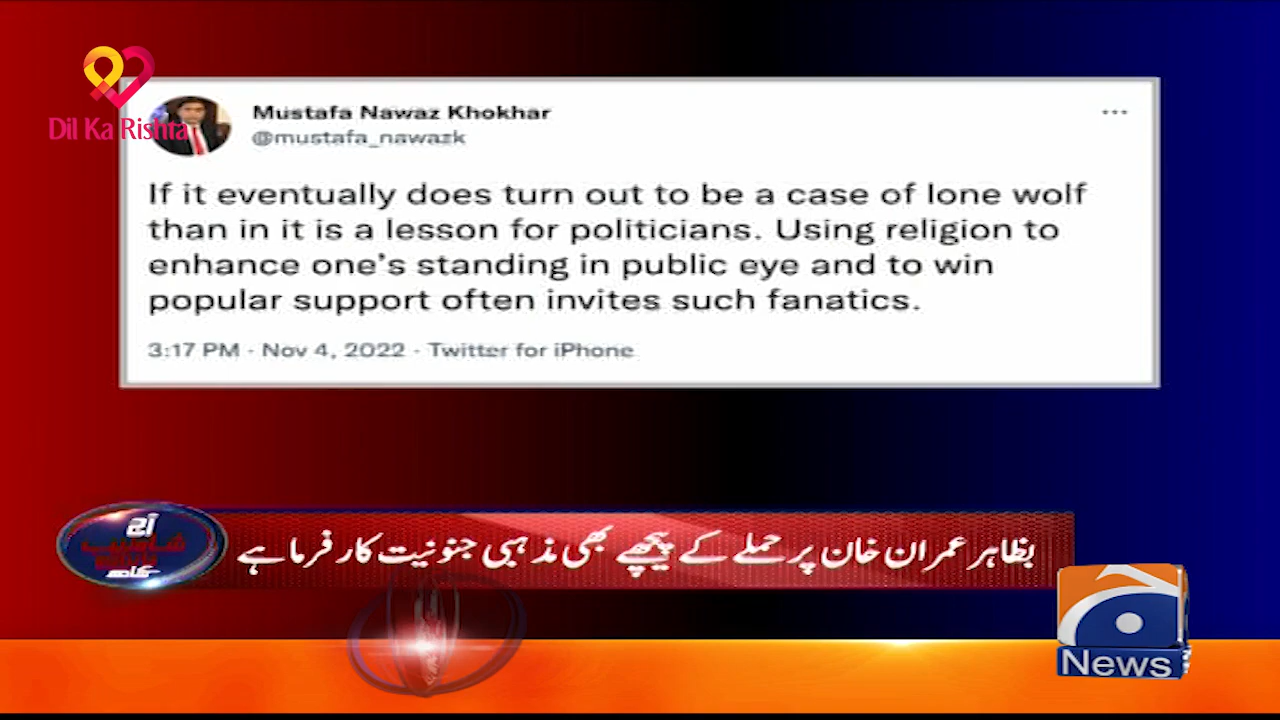 Dil Ka Rishta
Mustafa Nawaz Khokhar
@mustafa_nawazk
If it eventually does turn out to be a case of lone wolf
than in it is a lesson for politicians. Using religion to
enhance one's standing in public eye and to win
popular support often invites such fanatics.
3:17 PM · Nov 4, 2022 · Twitter for iPhone
آج
شاہزیب
کیساتھ
بظاہر عمران خان پر حملے کے پیچھے بھی مذہبی جنونیت کارفرما ہے
News